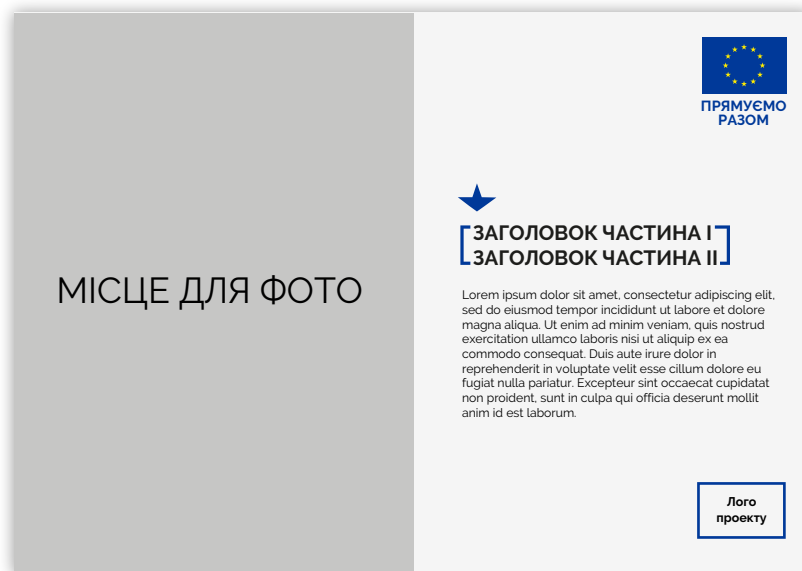 МІСЦЕ ДЛЯ ФОТО
ПРЯМУЄМО
РАЗОМ
ЗАГОЛОВОК ЧАСТИНА I
ЗАГОЛОВОК ЧАСТИНА II
Lorem ipsum dolor sit amet, consectetur adipiscing elit,
sed do eiusmod tempor incididunt ut labore et dolore
magna aliqua. Ut enim ad minim veniam, quis nostrud
exercitation ullamco laboris nisi ut aliquip ex ea
commodo consequat. Duis aute irure dolor in
reprehenderit in voluptate velit esse cillum dolore eu
fugiat nulla pariatur. Excepteur sint occaecat cupidatat
non proident, sunt in culpa qui officia deserunt mollit
anim id est laborum.
Лого
проекту